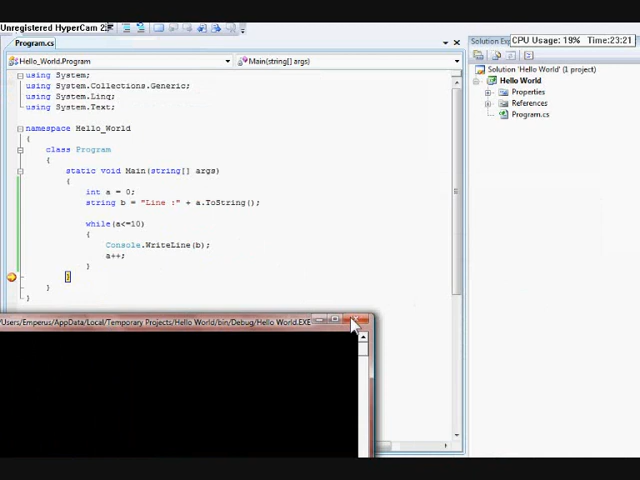 Unregistered HyperCam 2
Program.cs
Solution Exp
CPU Usage: 19% Time:23:21
Hello_World.Program
Main(string[] args)
using System;
using System.Collections.Generic;
using System.Linq;
using System.Text;
namespace Hello_World
{
class Program
{
static void Main(string[] args)
{
int a = 0;
string b = "Line :" + a.ToString();
while(a<=10)
{
Console.WriteLine(b);
a++;
}
}
}
}
Solution 'Hello World' (1 project)
Hello World
Properties
References
Program.cs
/Users/Emperus/AppData/Local/Temporary Projects/Hello World/bin/Debug/Hello World.EXE